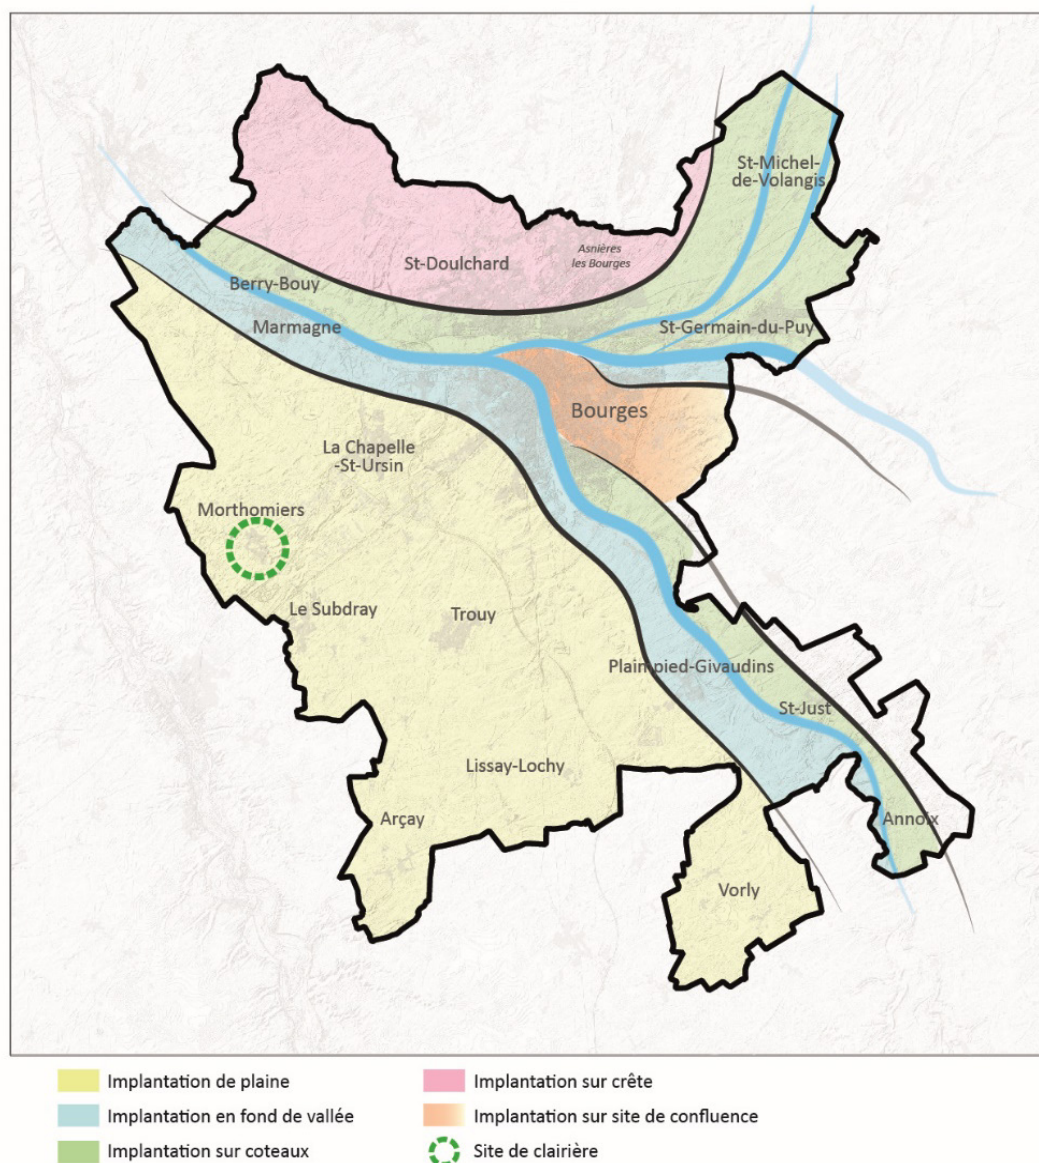 St-Michel-
de-Volangis
Asnières
les Bourges
St-Doulchard
Berry-Bouy
Marmagne
St-Germain-du-Puy
Bourges
La Chapelle
-St-Ursin
Morthomiers
Le Subdray
Trouy
Plainpied-Givaudins
St-Just
Lissay-Lochy
Arçay
Annoix
Vorly
Implantation de plaine
Implantation en fond de vallée
Implantation sur coteaux
Implantation sur crête
Implantation sur site de confluence
Site de clairière